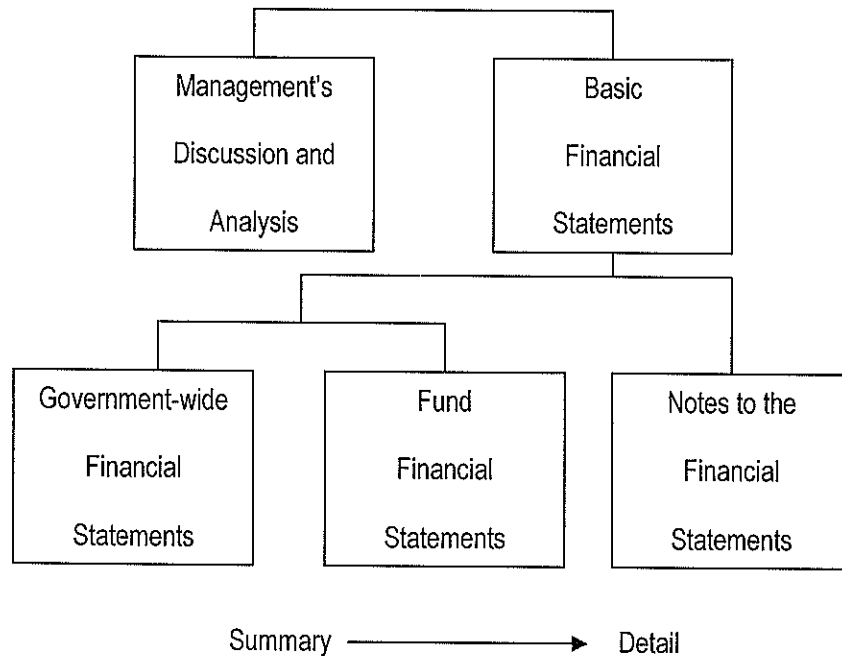 Management's
Discussion and
Analysis
Basic
Financial
Statements
Government-wide
Financial
Statements
Fund
Financial
Statements
Notes to the
Financial
Statements
Summary
Detail